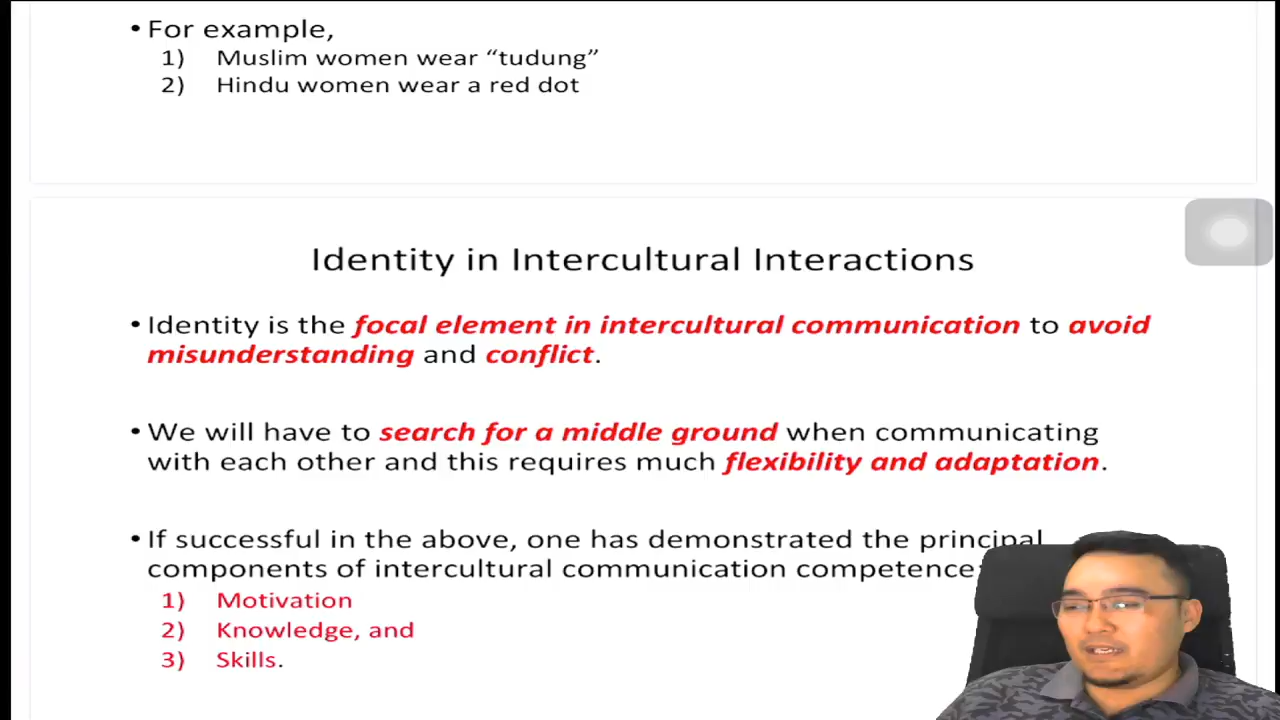 • For example,
1) Muslim women wear “tudung”
2) Hindu women wear a red dot
Identity in Intercultural Interactions
• Identity is the focal element in intercultural communication to avoid
misunderstanding and conflict.
• We will have to search for a middle ground when communicating
with each other and this requires much flexibility and adaptation.
• If successful in the above, one has demonstrated the principal
components of intercultural communication competence:
1) Motivation
2) Knowledge, and
3) Skills.